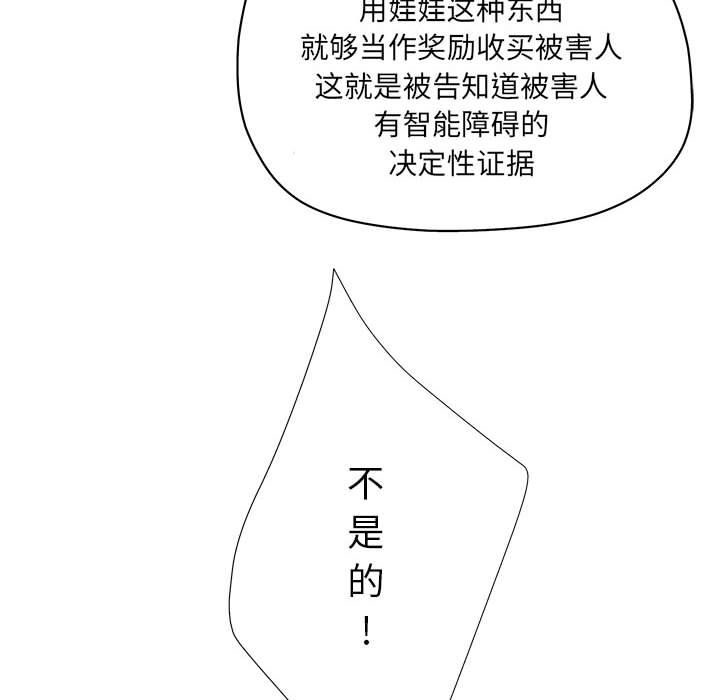 用娃娃这种东西
就够当作奖励收买被害人
这就是被告知道被害人
有智能障碍的
决定性证据
不是的！